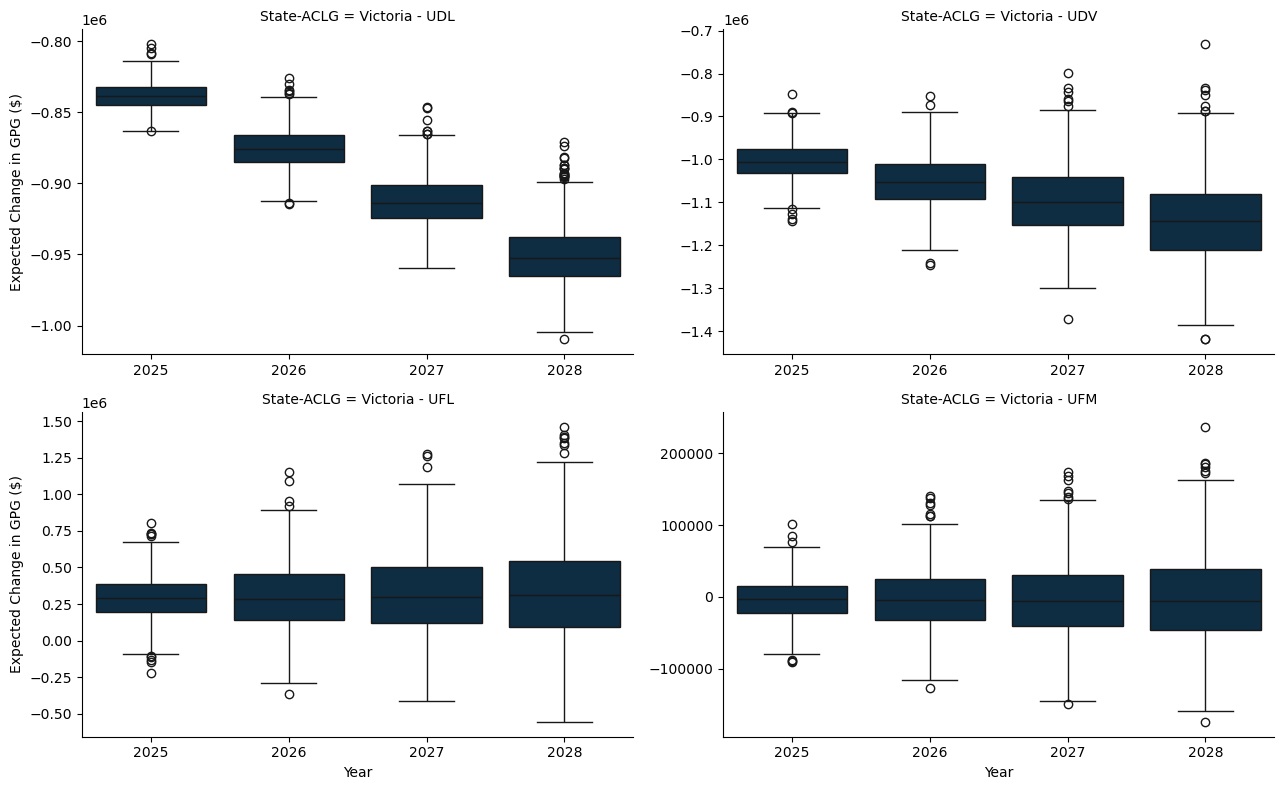 State-ACLG = Victoria - UDL
1e6
Expected Change in GPG ($)
−0.80
−0.85
−0.90
−0.95
−1.00
2025 2026 2027 2028
State-ACLG = Victoria - UDV
1e6
−0.7
−0.8
−0.9
−1.0
−1.1
−1.2
−1.3
−1.4
2025 2026 2027 2028
State-ACLG = Victoria - UFL
1e6
Expected Change in GPG ($)
1.50
1.25
1.00
0.75
0.50
0.25
0.00
−0.25
−0.50
2025 2026 2027 2028
Year
State-ACLG = Victoria - UFM
200000
100000
0
−100000
2025 2026 2027 2028
Year